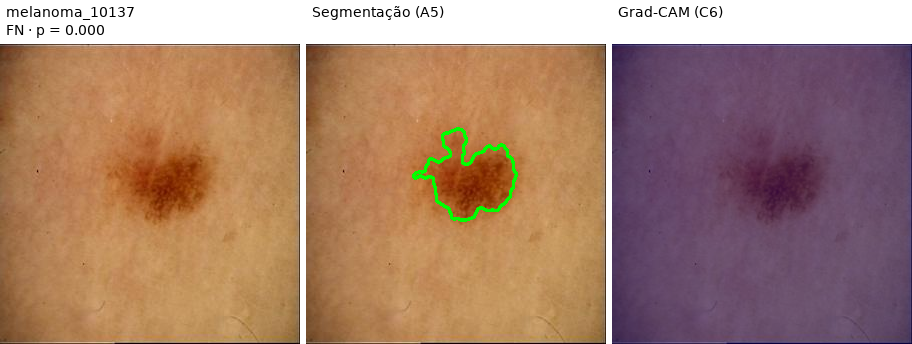 melanoma_10137
FN · p = 0.000
Segmentação (A5)
Grad-CAM (C6)